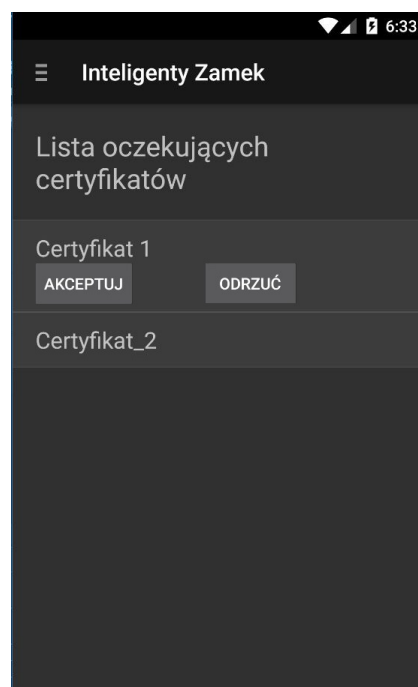 6:33
Inteligenty Zamek
Lista oczekujących
certyfikatów
Certyfikat 1
AKCEPTUJ ODRZUĆ
Certyfikat_2